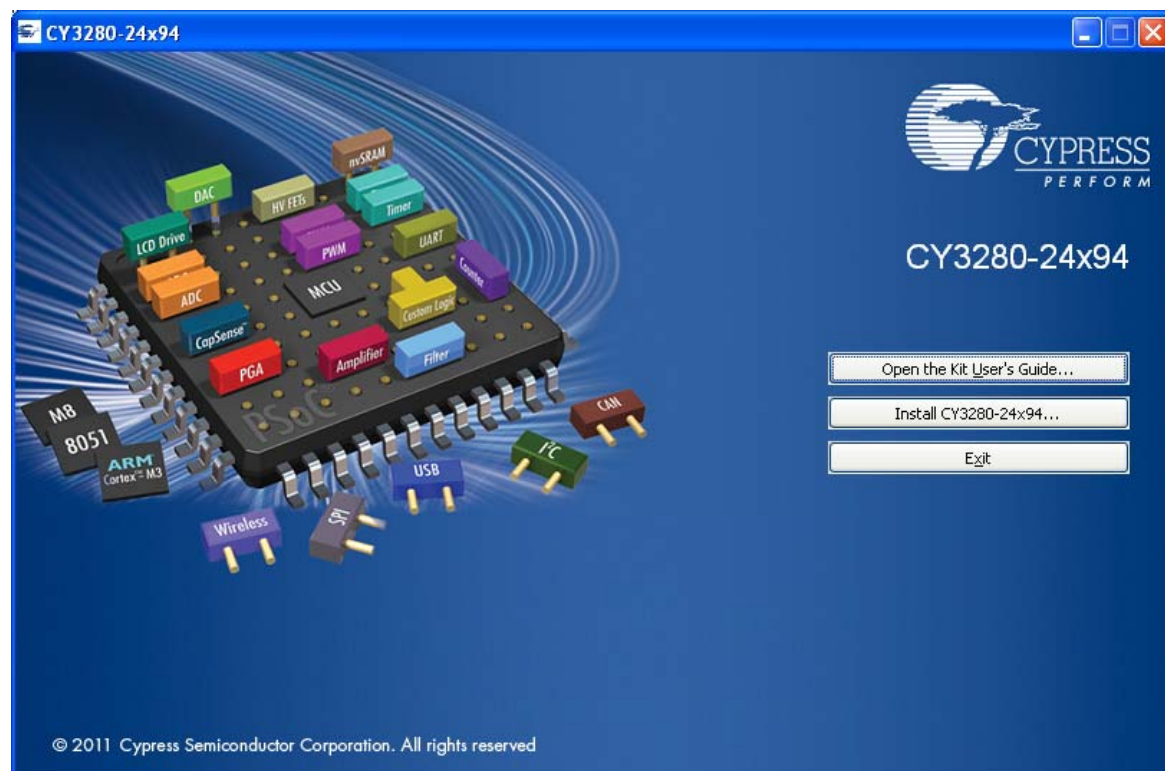 CY3280-24x94
CYPRESS
PERFORM
CY3280-24x94
Open the Kit User's Guide...
Install CY3280-24x94...
Exit
nvSRAM
DAC
HV FETs
Timer
LCD Drive
PWM
UART
Counter
ADC
MCU
Custom Logic
CapSense™
PGA
Amplifier
Filter
PSoC
M8
8051
ARM
Cortex™-M3
CAN
I²C
USB
SPI
Wireless
© 2011 Cypress Semiconductor Corporation. All rights reserved